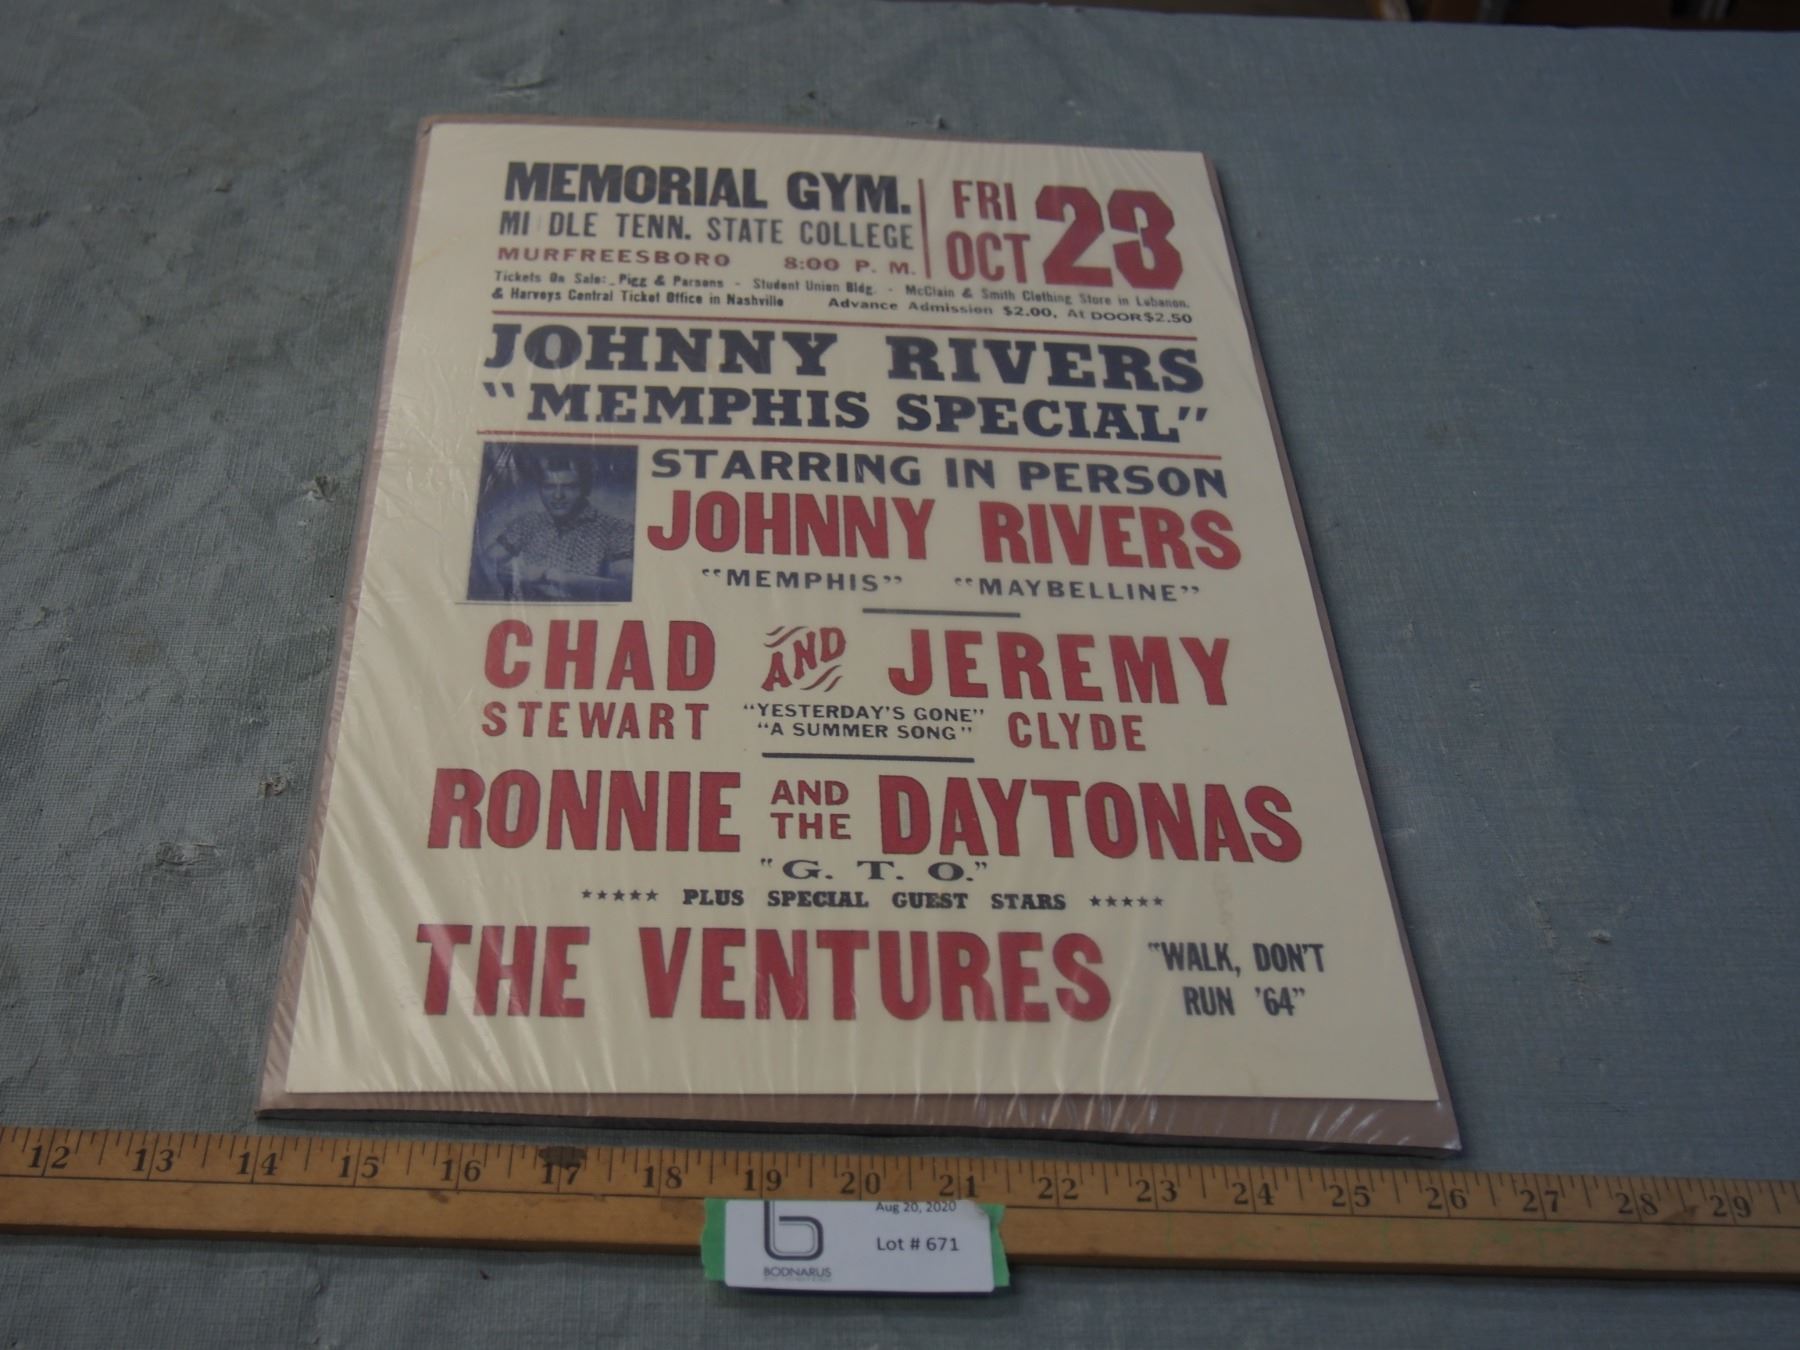 MEMORIAL GYM.
MI DLE TENN. STATE COLLEGE
MURFREESBORO 8:00 P. M.
FRI
OCT
23
Tickets On Sale: Pigg & Parsons - Student Union Bldg. - McClain & Smith Clothing Store in Lebanon.
& Harveys Central Ticket Office in Nashville Advance Admission $2.00, At DOOR $2.50
JOHNNY RIVERS
"MEMPHIS SPECIAL"
STARRING IN PERSON
JOHNNY RIVERS
"MEMPHIS" "MAYBELLINE"
CHAD AND JEREMY
STEWART "YESTERDAY'S GONE" CLYDE
"A SUMMER SONG"
RONNIE AND THE DAYTONAS
"G. T. O."
***** PLUS SPECIAL GUEST STARS *****
THE VENTURES
"WALK, DON'T
RUN '64"
12 13 14 15 16 17 18 19 20 21 22 23 24 25 26 27 28 29
Aug 20, 2020
Lot # 671
b
BODNARUS